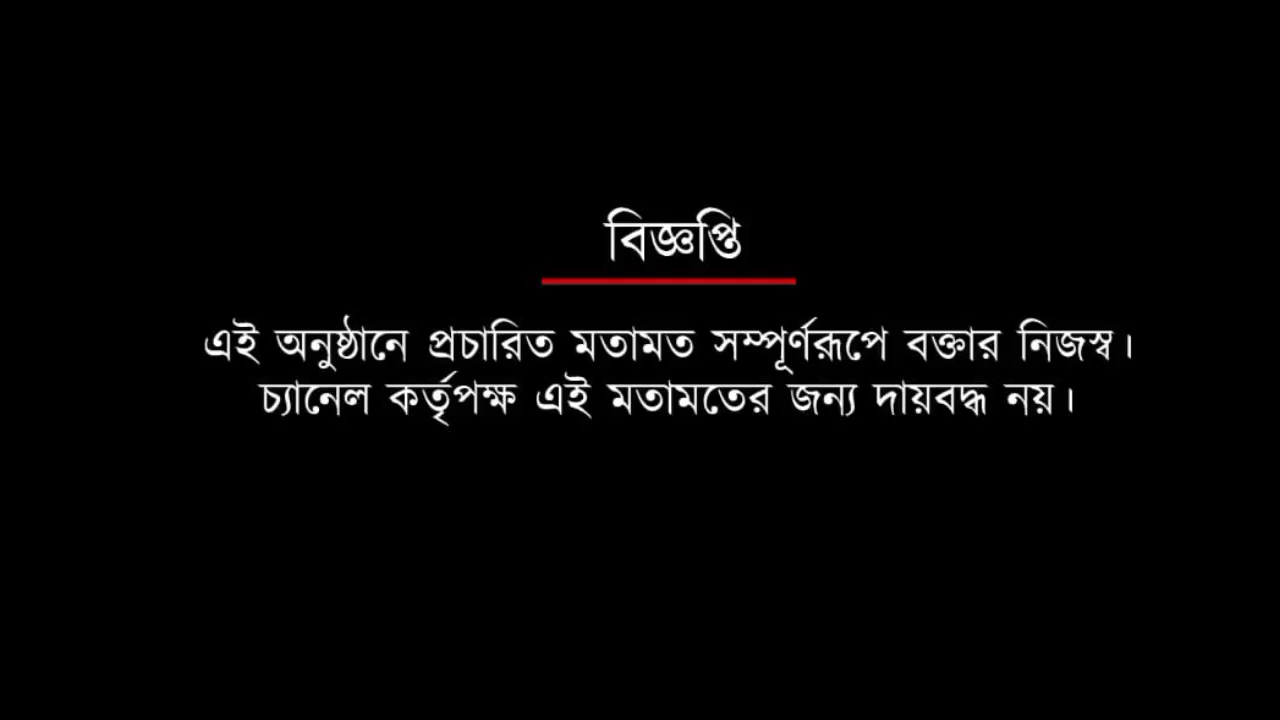 বিজ্ঞপ্তি
এই অনুষ্ঠানে প্রচারিত মতামত সম্পূর্ণরূপে বক্তার নিজস্ব।
চ্যানেল কর্তৃপক্ষ এই মতামতের জন্য দায়বদ্ধ নয়।